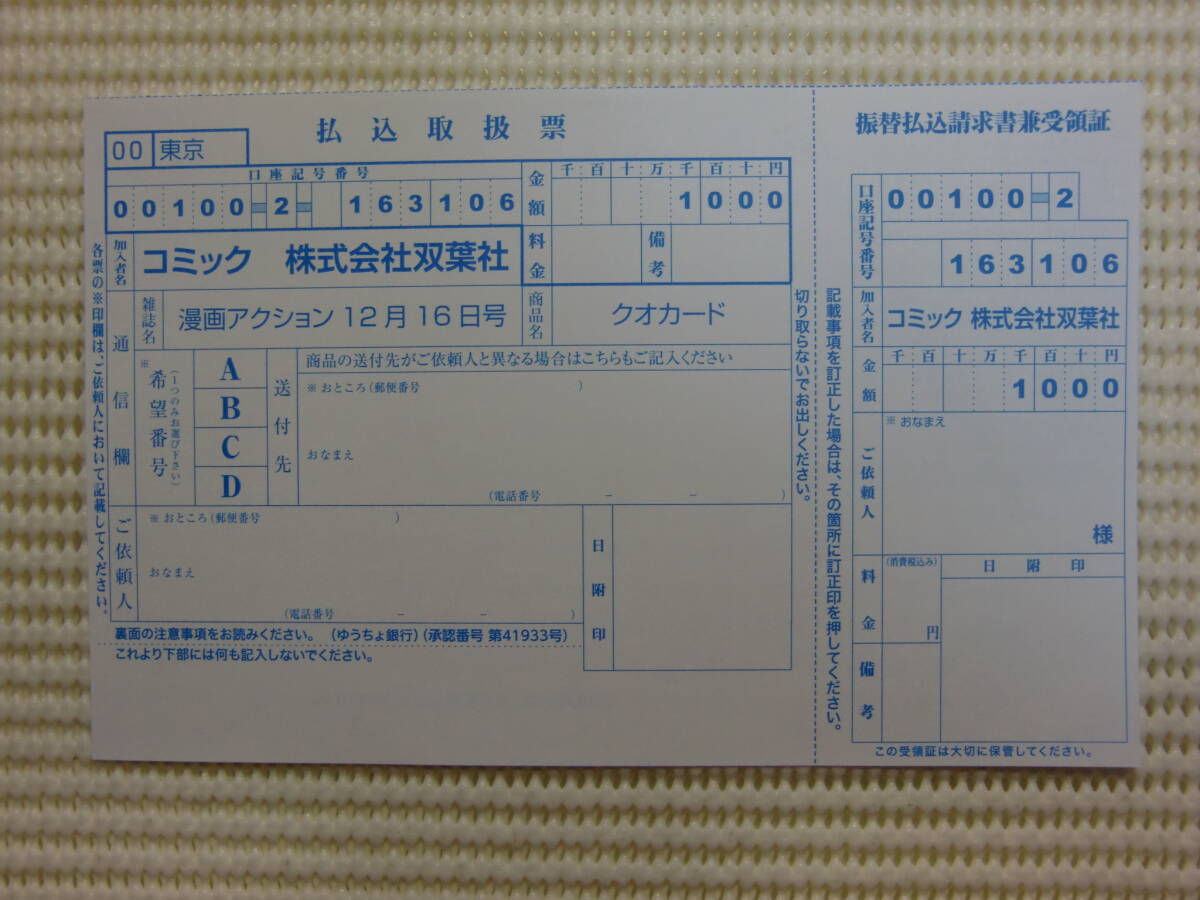 払込取扱票
00 東京
口座記号番号
00100-2- 163106
金額
千百十万千百十円
1000
加入者名
コミック 株式会社双葉社
料金
備考
各票の※印欄は、ご依頼人において記載してください。
通信欄
雑誌名
漫画アクション12月16日号
商品名
クオカード
※希望番号
(1つのみお選び下さい)
A
B
C
D
送付先
商品の送付先がご依頼人と異なる場合はこちらもご記入ください
※おところ(郵便番号 )
おなまえ
(電話番号 − − )
ご依頼人
※おところ(郵便番号 )
おなまえ
(電話番号 − − )
日附印
裏面の注意事項をお読みください。 (ゆうちょ銀行)(承認番号 第41933号)
これより下部には何も記入しないでください。
切り取らないでお出しください。
振替払込請求書兼受領証
口座記号番号
00100-2
163106
加入者名
コミック 株式会社双葉社
金額
千百十万千百十円
1000
ご依頼人
※おなまえ
様
料金
(消費税込み)
円
日附印
備考
記載事項を訂正した場合は、その箇所に訂正印を押してください。
この受領証は大切に保管してください。